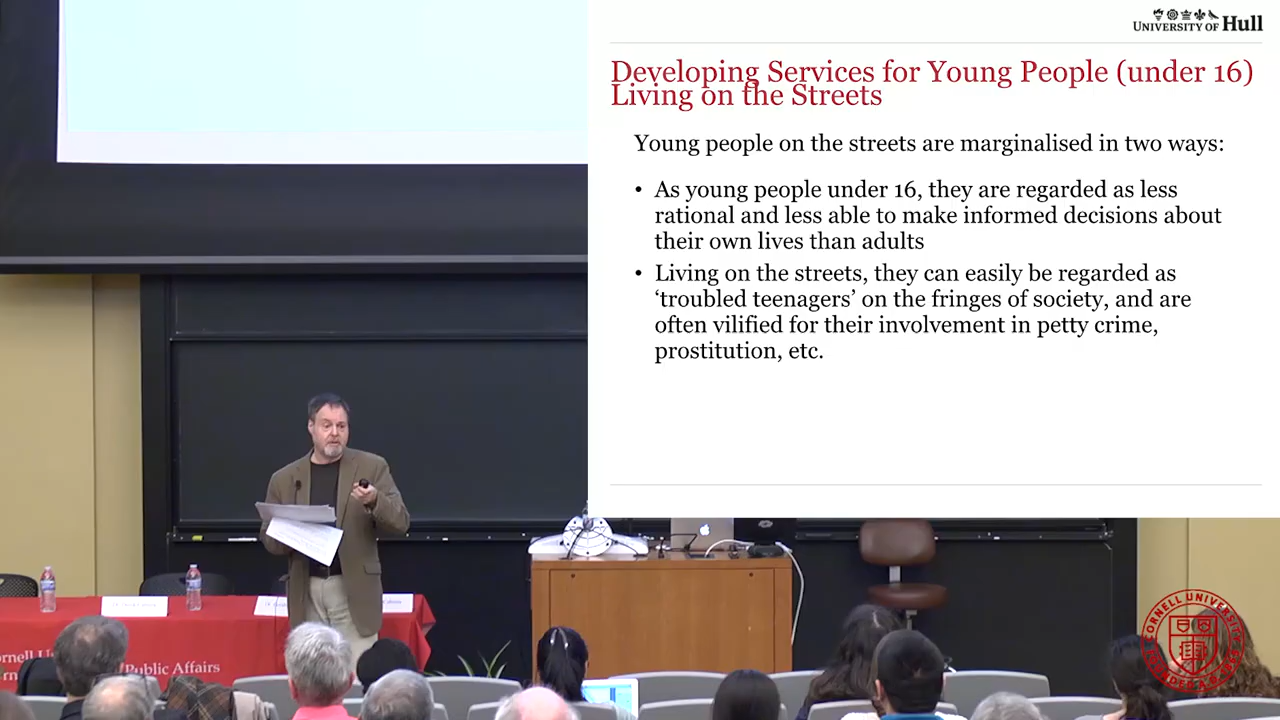 UNIVERSITY OF Hull
Developing Services for Young People (under 16)
Living on the Streets
Young people on the streets are marginalised in two ways:
• As young people under 16, they are regarded as less
rational and less able to make informed decisions about
their own lives than adults
• Living on the streets, they can easily be regarded as
‘troubled teenagers’ on the fringes of society, and are
often vilified for their involvement in petty crime,
prostitution, etc.
Public Affairs
CORNELL UNIVERSITY